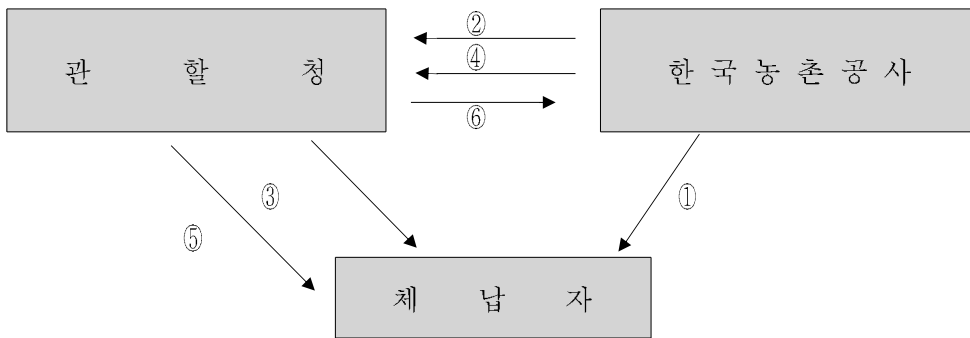 ②
관 할 청
④
한 국 농 촌 공 사
⑥
③
①
⑤
체 납 자